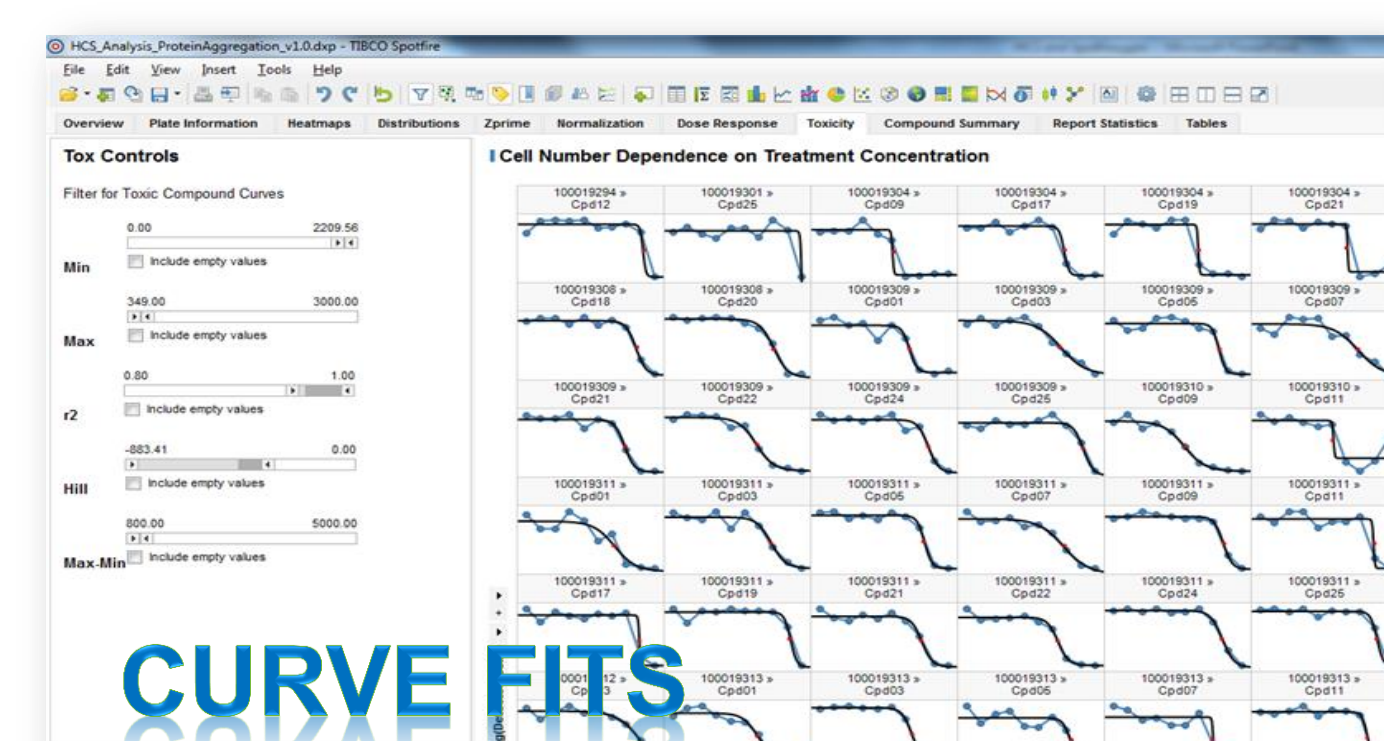 HCS_Analysis_ProteinAggregation_v1.0.dxp - TIBCO Spotfire
File Edit View Insert Tools Help
Overview Plate Information Heatmaps Distributions Zprime Normalization Dose Response Toxicity Compound Summary Report Statistics Tables
Tox Controls
Filter for Toxic Compound Curves
0.00 2209.56
Include empty values
Min
349.00 3000.00
Include empty values
Max
0.80 1.00
Include empty values
r2
-883.41 0.00
Include empty values
Hill
800.00 5000.00
Include empty values
Max-Min
Cell Number Dependence on Treatment Concentration
100019294 » 100019301 » 100019304 » 100019304 » 100019304 » 100019304 »
Cpd12 Cpd25 Cpd09 Cpd17 Cpd19 Cpd21
100019308 » 100019308 » 100019309 » 100019309 » 100019309 » 100019309 »
Cpd18 Cpd20 Cpd01 Cpd03 Cpd05 Cpd07
100019309 » 100019309 » 100019309 » 100019309 » 100019310 » 100019310 »
Cpd21 Cpd22 Cpd24 Cpd25 Cpd09 Cpd11
100019311 » 100019311 » 100019311 » 100019311 » 100019311 » 100019311 »
Cpd01 Cpd03 Cpd05 Cpd07 Cpd09 Cpd11
100019311 » 100019311 » 100019311 » 100019311 » 100019311 » 100019311 »
Cpd17 Cpd19 Cpd21 Cpd22 Cpd24 Cpd25
100019313 » 100019313 » 100019313 » 100019313 » 100019313 »
Cpd01 Cpd03 Cpd05 Cpd07 Cpd11
CURVE FITS